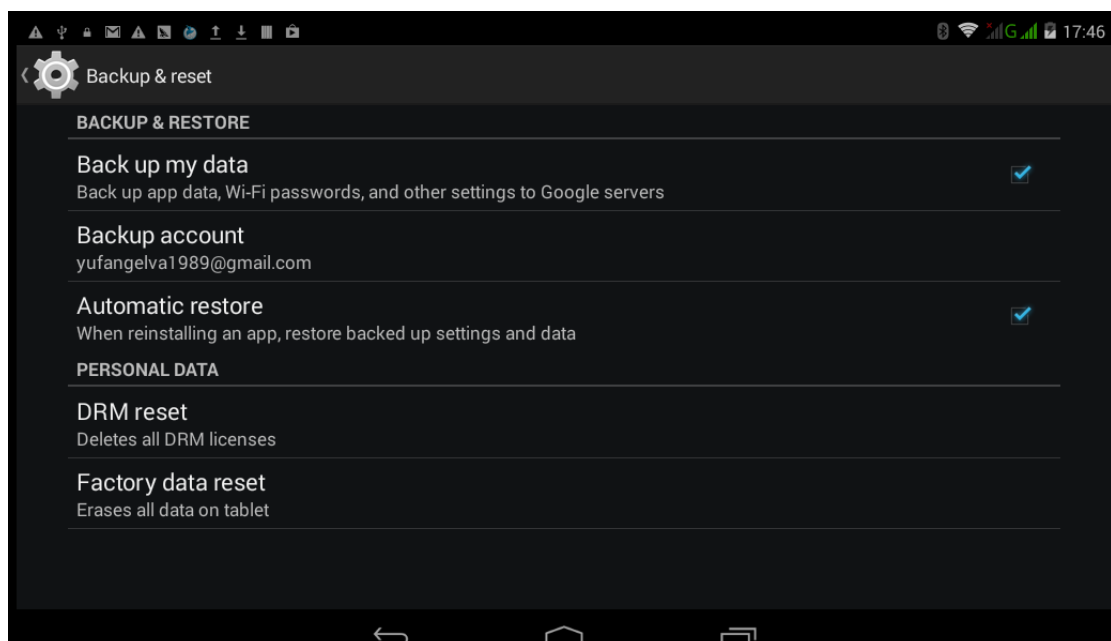 G 17:46
Backup & reset
BACKUP & RESTORE
Back up my data
Back up app data, Wi-Fi passwords, and other settings to Google servers
Backup account
yufangelva1989@gmail.com
Automatic restore
When reinstalling an app, restore backed up settings and data
PERSONAL DATA
DRM reset
Deletes all DRM licenses
Factory data reset
Erases all data on tablet